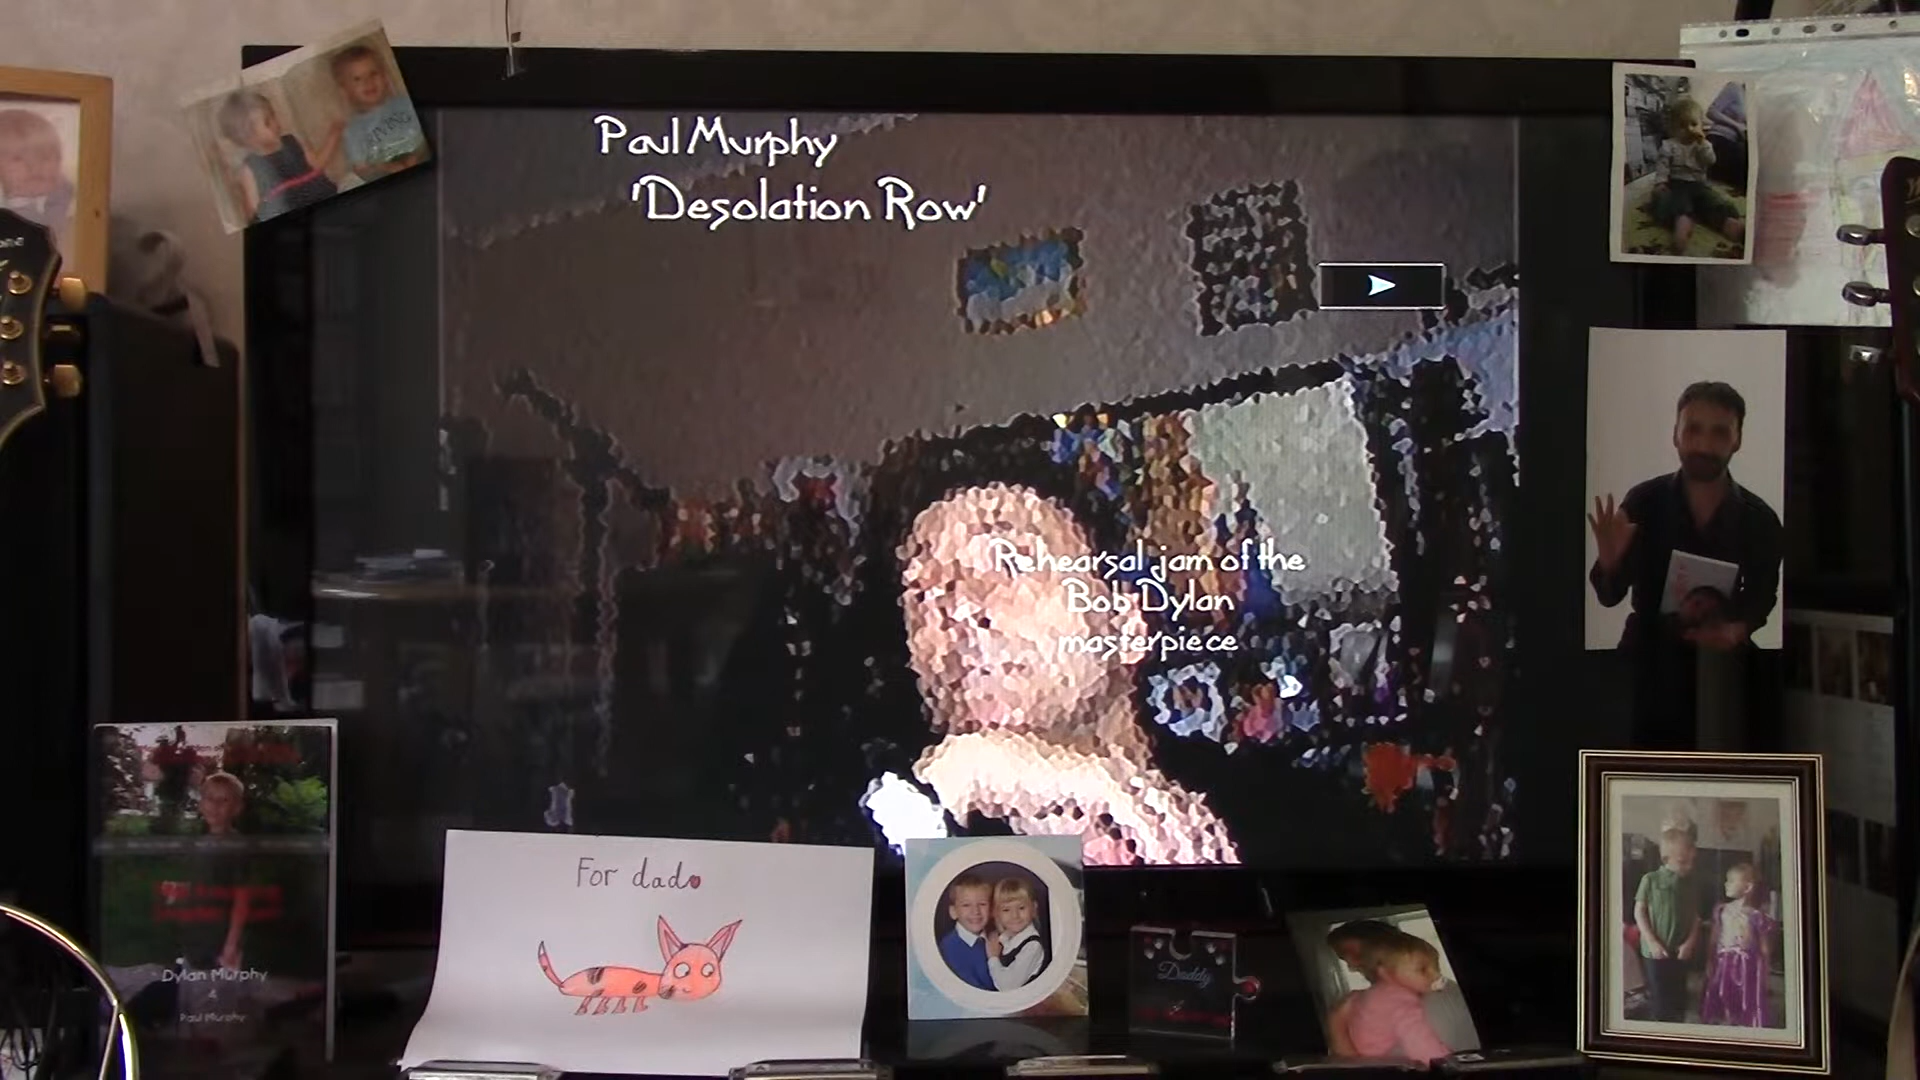 Paul Murphy
'Desolation Row'
Rehearsal jam of the
Bob Dylan
masterpiece
For dad
Daddy
Dylan Murphy
&
Paul Murphy